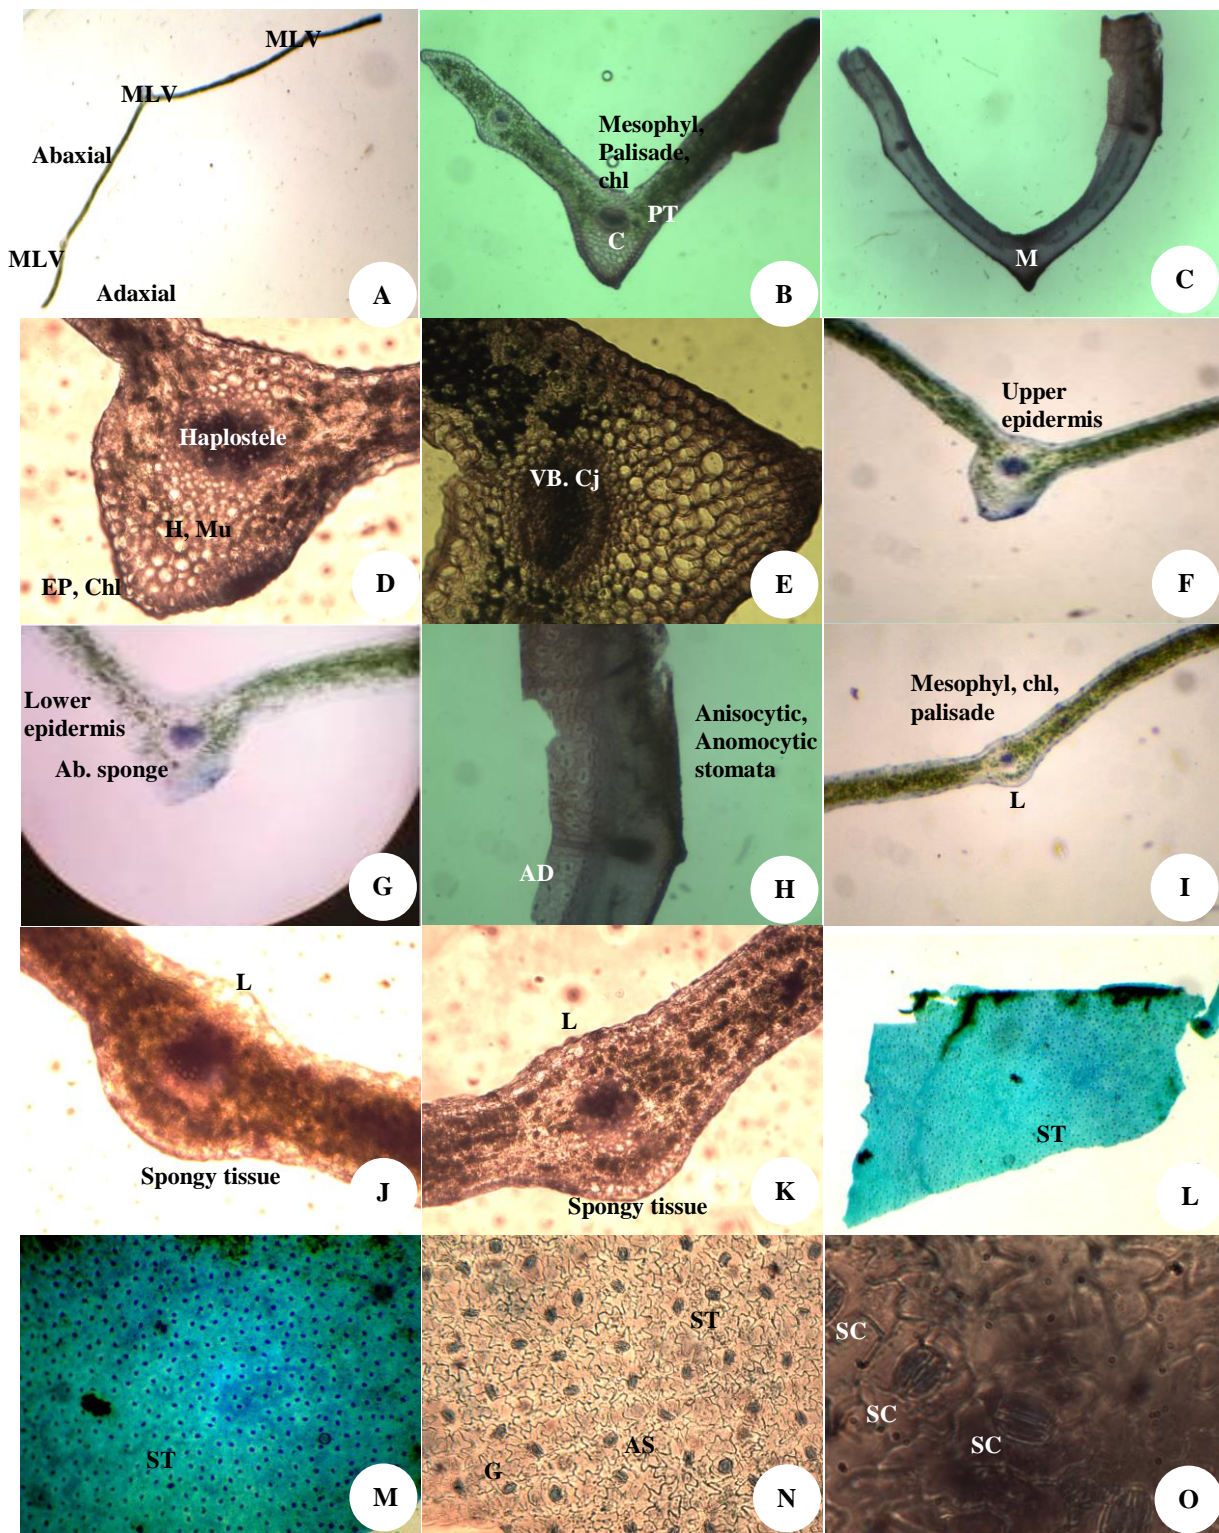 MLV
MLV
Abaxial
MLV
Adaxial
A
Mesophyl,
Palisade,
chl
PT
C
B
M
C
Haplostele
H, Mu
EP, Chl
D
VB. Cj
E
Upper
epidermis
F
Lower
epidermis
Ab. sponge
G
Anisocytic,
Anomocytic
stomata
AD
H
Mesophyl, chl,
palisade
L
I
L
Spongy tissue
J
L
Spongy tissue
K
ST
L
ST
M
ST
AS
G
N
SC
SC
SC
O